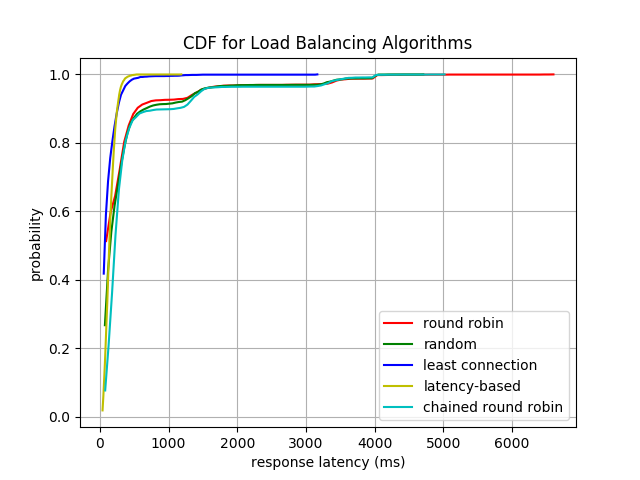 CDF for Load Balancing Algorithms
1.0
0.8
0.6
0.4
0.2
0.0
probability
0 1000 2000 3000 4000 5000 6000
response latency (ms)
round robin
random
least connection
latency-based
chained round robin